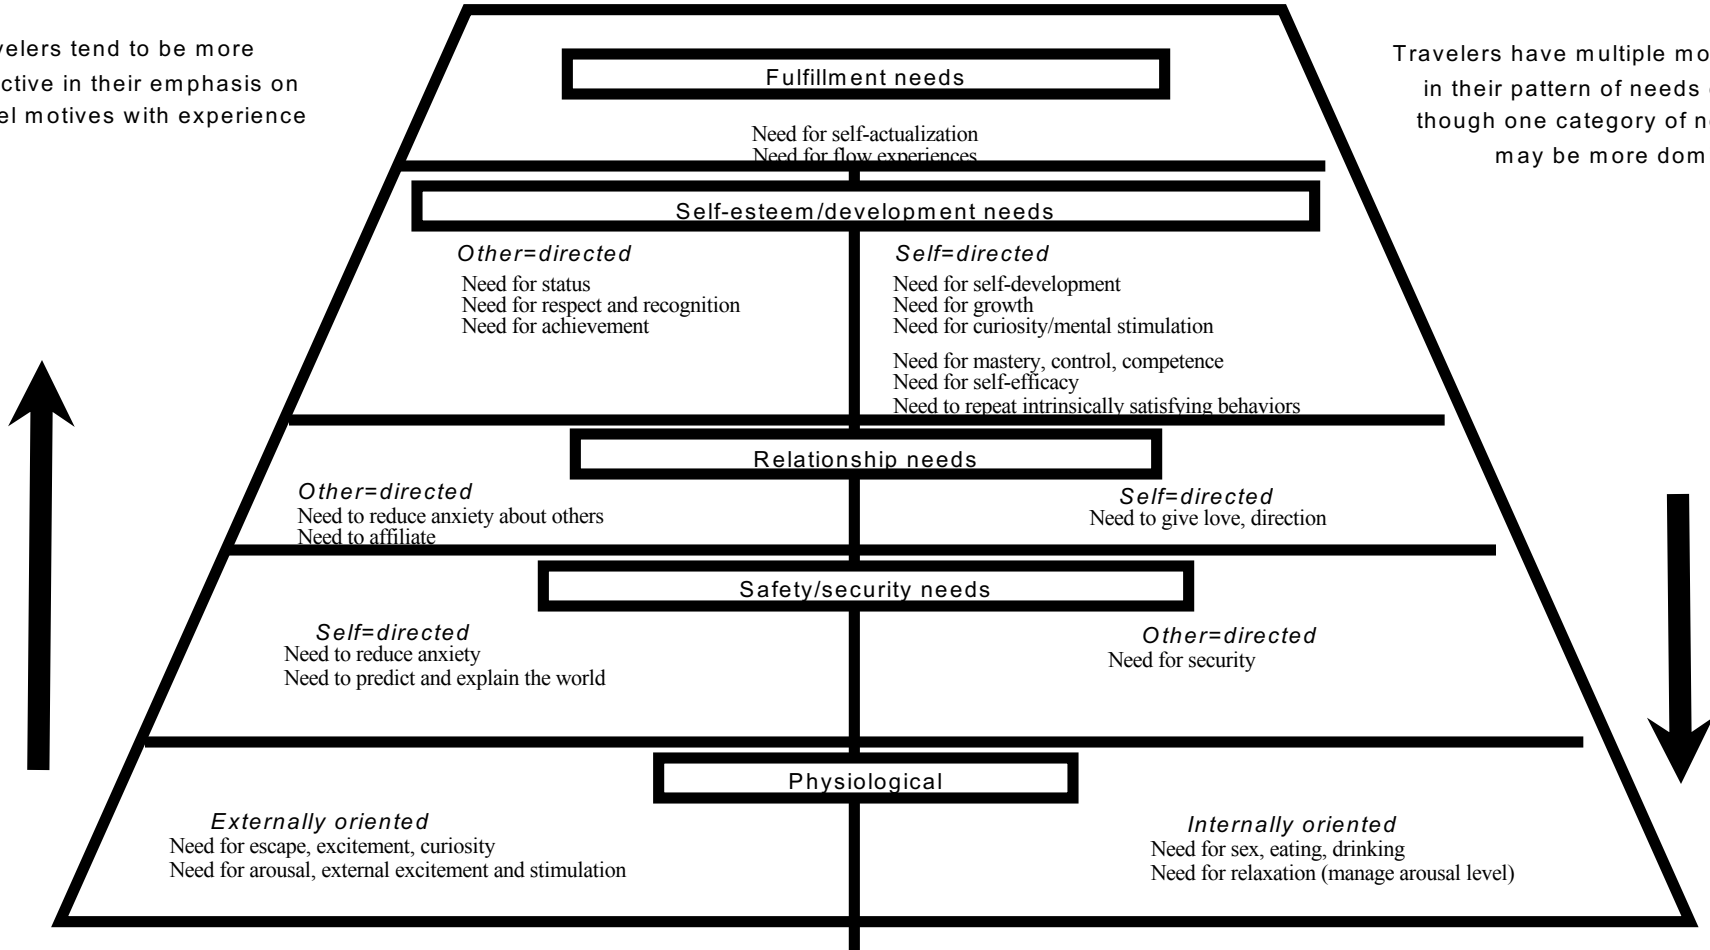 velers tend to be more
ctive in their emphasis on
el motives with experience
Travelers have multiple mo
in their pattern of needs
though one category of n
may be more dom
Fulfillment needs
Need for self-actualization
Need for flow experiences
Self-esteem/development needs
Other=directed
Need for status
Need for respect and recognition
Need for achievement
Self=directed
Need for self-development
Need for growth
Need for curiosity/mental stimulation
Need for mastery, control, competence
Need for self-efficacy
Need to repeat intrinsically satisfying behaviors
Relationship needs
Other=directed
Need to reduce anxiety about others
Need to affiliate
Self=directed
Need to give love, direction
Safety/security needs
Self=directed
Need to reduce anxiety
Need to predict and explain the world
Other=directed
Need for security
Physiological
Externally oriented
Need for escape, excitement, curiosity
Need for arousal, external excitement and stimulation
Internally oriented
Need for sex, eating, drinking
Need for relaxation (manage arousal level)